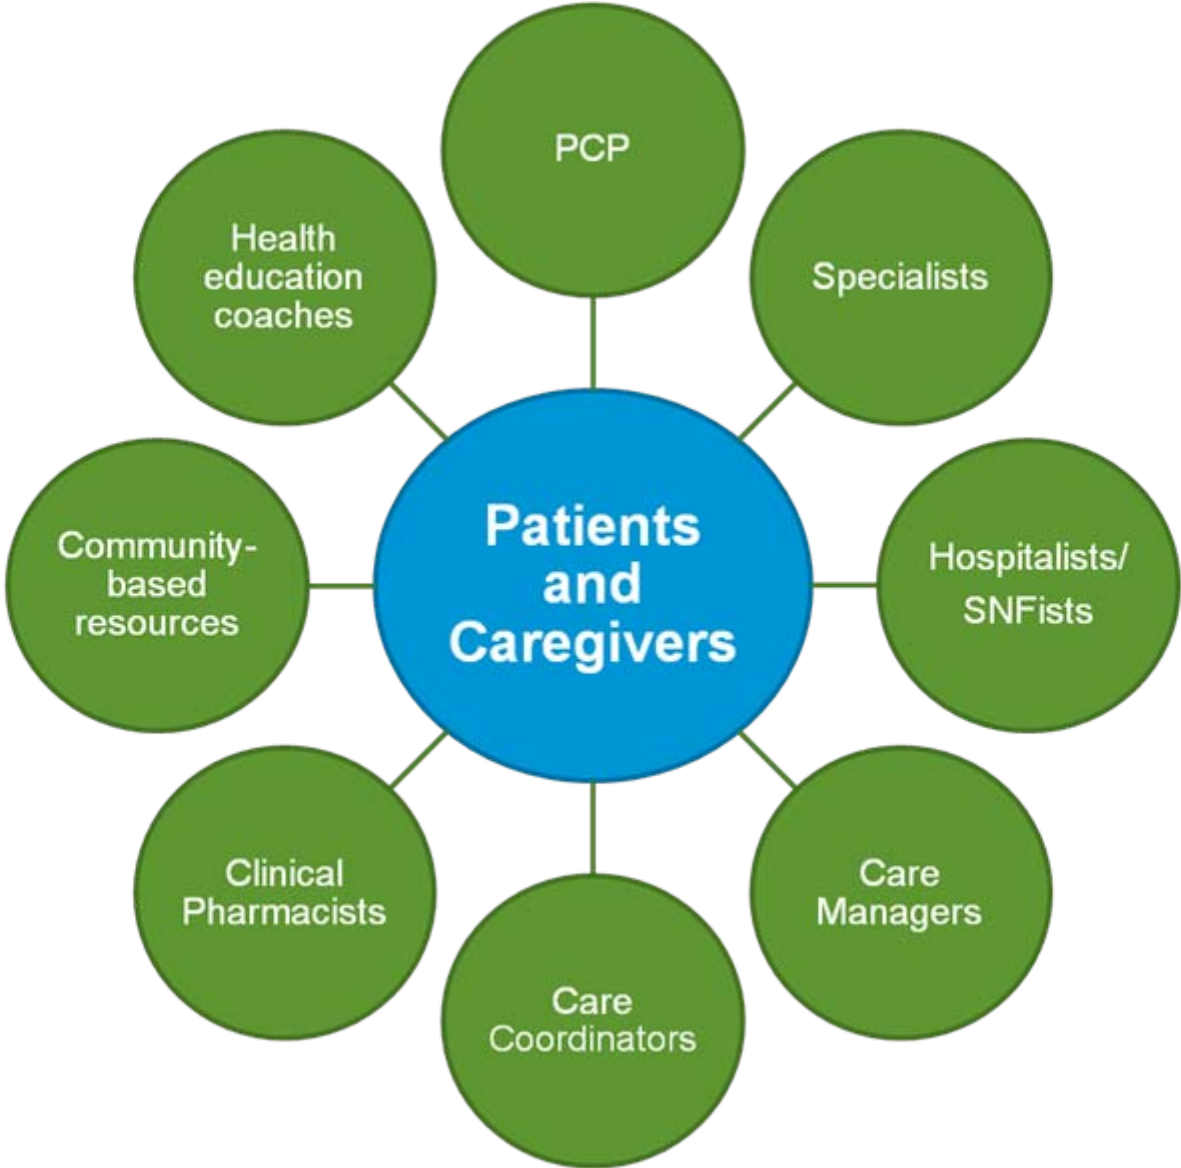 PCP
Specialists
Hospitalists/
SNFists
Care
Managers
Care
Coordinators
Clinical
Pharmacists
Community-
based
resources
Health
education
coaches
Patients
and
Caregivers